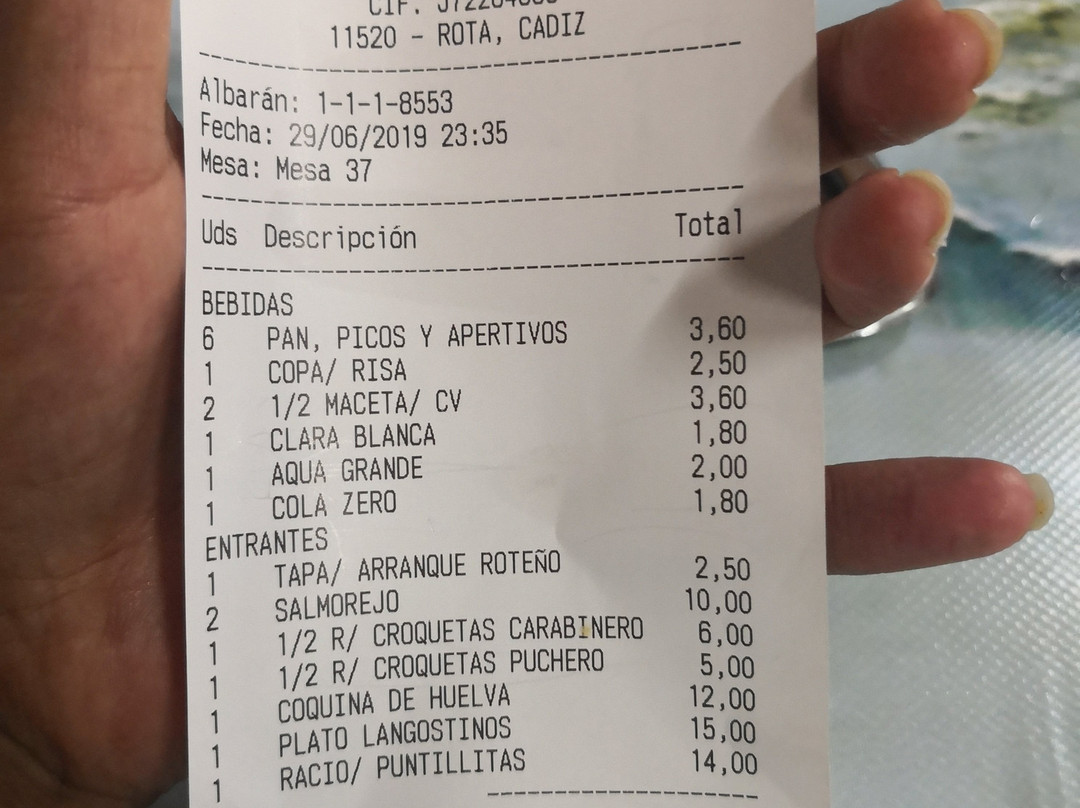 CIF.
11520 - ROTA, CADIZ
Albarán: 1-1-1-8553
Fecha: 29/06/2019 23:35
Mesa: Mesa 37
Uds Descripción Total
BEBIDAS
6 PAN, PICOS Y APERTIVOS 3,60
1 COPA/ RISA 2,50
2 1/2 MACETA/ CV 3,60
1 CLARA BLANCA 1,80
1 AQUA GRANDE 2,00
1 COLA ZERO 1,80
ENTRANTES
1 TAPA/ ARRANQUE ROTEÑO 2,50
2 SALMOREJO 10,00
1 1/2 R/ CROQUETAS CARABINERO 6,00
1 1/2 R/ CROQUETAS PUCHERO 5,00
1 COQUINA DE HUELVA 12,00
1 PLATO LANGOSTINOS 15,00
1 RACIO/ PUNTILLITAS 14,00